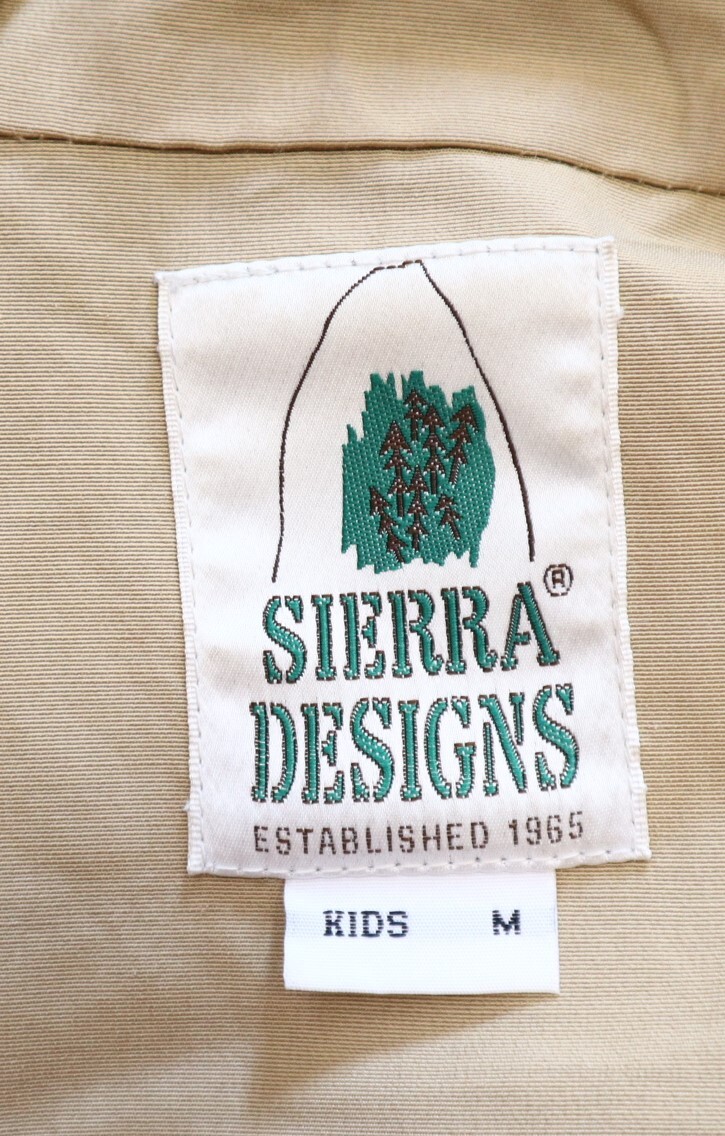 SIERRA®
DESIGNS
ESTABLISHED 1965
KIDS M